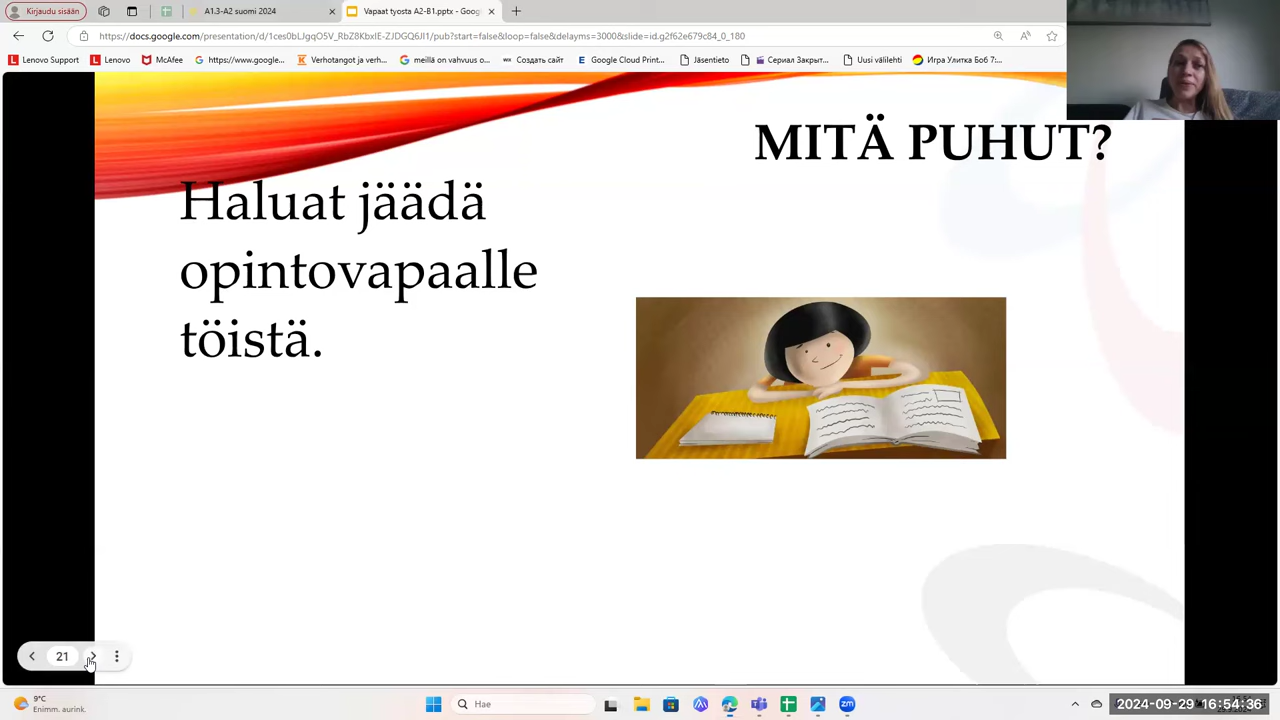 Kirjaudu sisään
A1.3-A2 suomi 2024
Vapaat tyosta A2-B1.pptx - Goog
https://docs.google.com/presentation/d/1ces0bLJgqO5V_RbZ8KbxIE-ZJDGQ6JI1/pub?start=false&loop=false&delayms=3000&slide=id.g2f62e679c84_0_180
Lenovo Support
Lenovo
McAfee
https://www.google...
Verhotangot ja verh...
meillä on vahvuus o...
Создать сайт
Google Cloud Print...
Jäsentieto
Сериал Закрыт...
Uusi välilehti
Игра Улитка Боб 7:...
MITÄ PUHUT?
Haluat jäädä
opintovapaalle
töistä.
21
9°C
Enimm. aurink.
Hae
2024-09-29 16:54:36